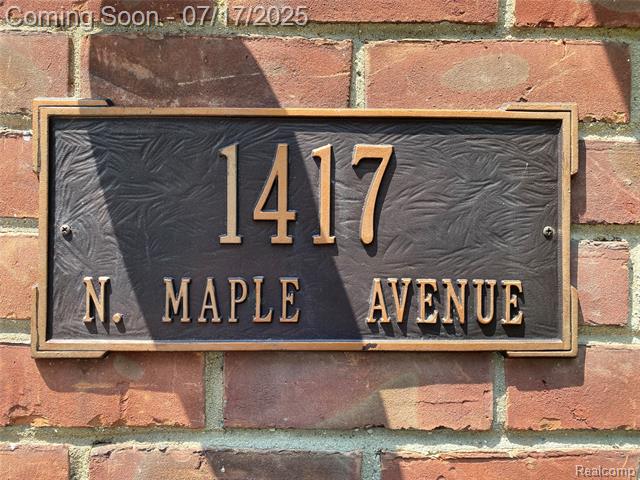 Coming Soon - 07/17/2025
1417
N. MAPLE AVENUE
Realcomp